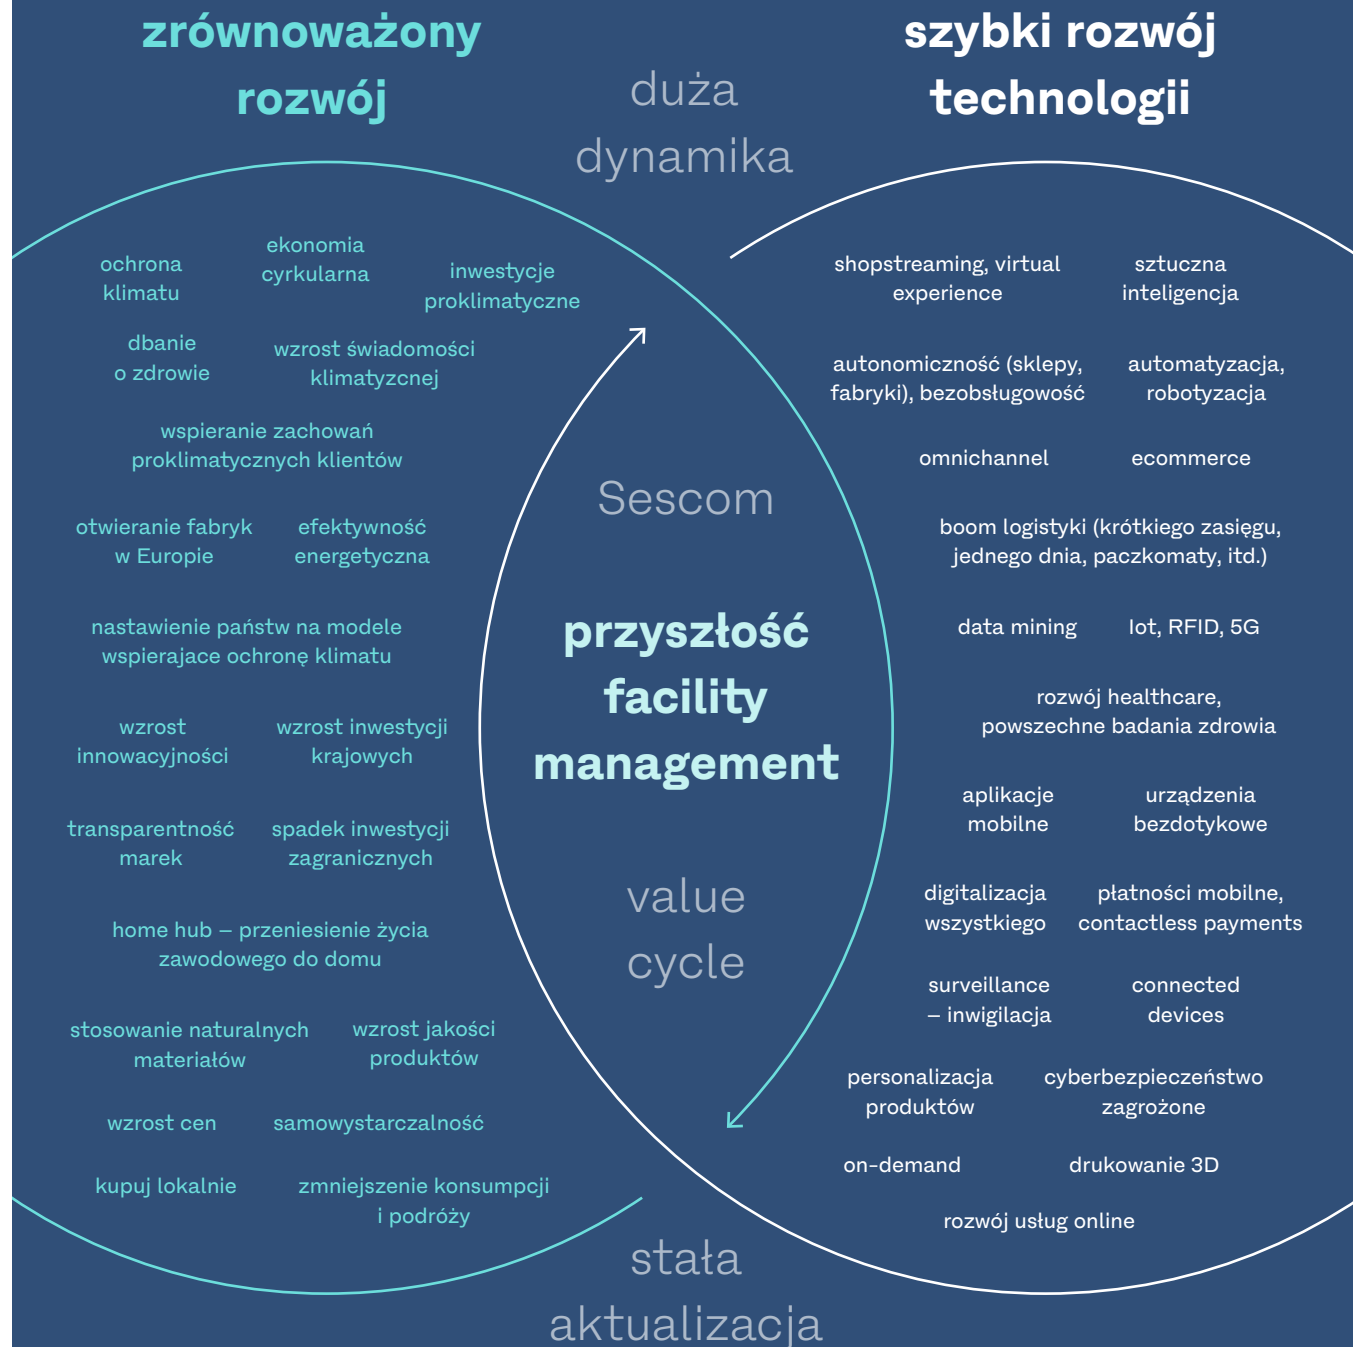 zrównoważony
rozwój
duża
dynamika
szybki rozwój
technologii
ochrona
klimatu
ekonomia
cyrkularna
inwestycje
proklimatyczne
dbanie
o zdrowie
wzrost świadomości
klimatyzcnej
wspieranie zachowań
proklimatycznych klientów
otwieranie fabryk
w Europie
efektywność
energetyczna
nastawienie państw na modele
wspierajace ochronę klimatu
wzrost
innowacyjności
wzrost inwestycji
krajowych
transparentność
marek
spadek inwestycji
zagranicznych
home hub – przeniesienie życia
zawodowego do domu
stosowanie naturalnych
materiałów
wzrost jakości
produktów
wzrost cen
samowystarczalność
kupuj lokalnie
zmniejszenie konsumpcji
i podróży
Sescom
przyszłość
facility
management
value
cycle
shopstreaming, virtual
experience
sztuczna
inteligencja
autonomiczność (sklepy,
fabryki), bezobsługowość
automatyzacja,
robotyzacja
omnichannel
ecommerce
boom logistyki (krótkiego zasięgu,
jednego dnia, paczkomaty, itd.)
data mining
Iot, RFID, 5G
rozwój healthcare,
powszechne badania zdrowia
aplikacje
mobilne
urządzenia
bezdotykowe
digitalizacja
wszystkiego
płatności mobilne,
contactless payments
surveillance
– inwigilacja
connected
devices
personalizacja
produktów
cyberbezpieczeństwo
zagrożone
on-demand
drukowanie 3D
rozwój usług online
stała
aktualizacja